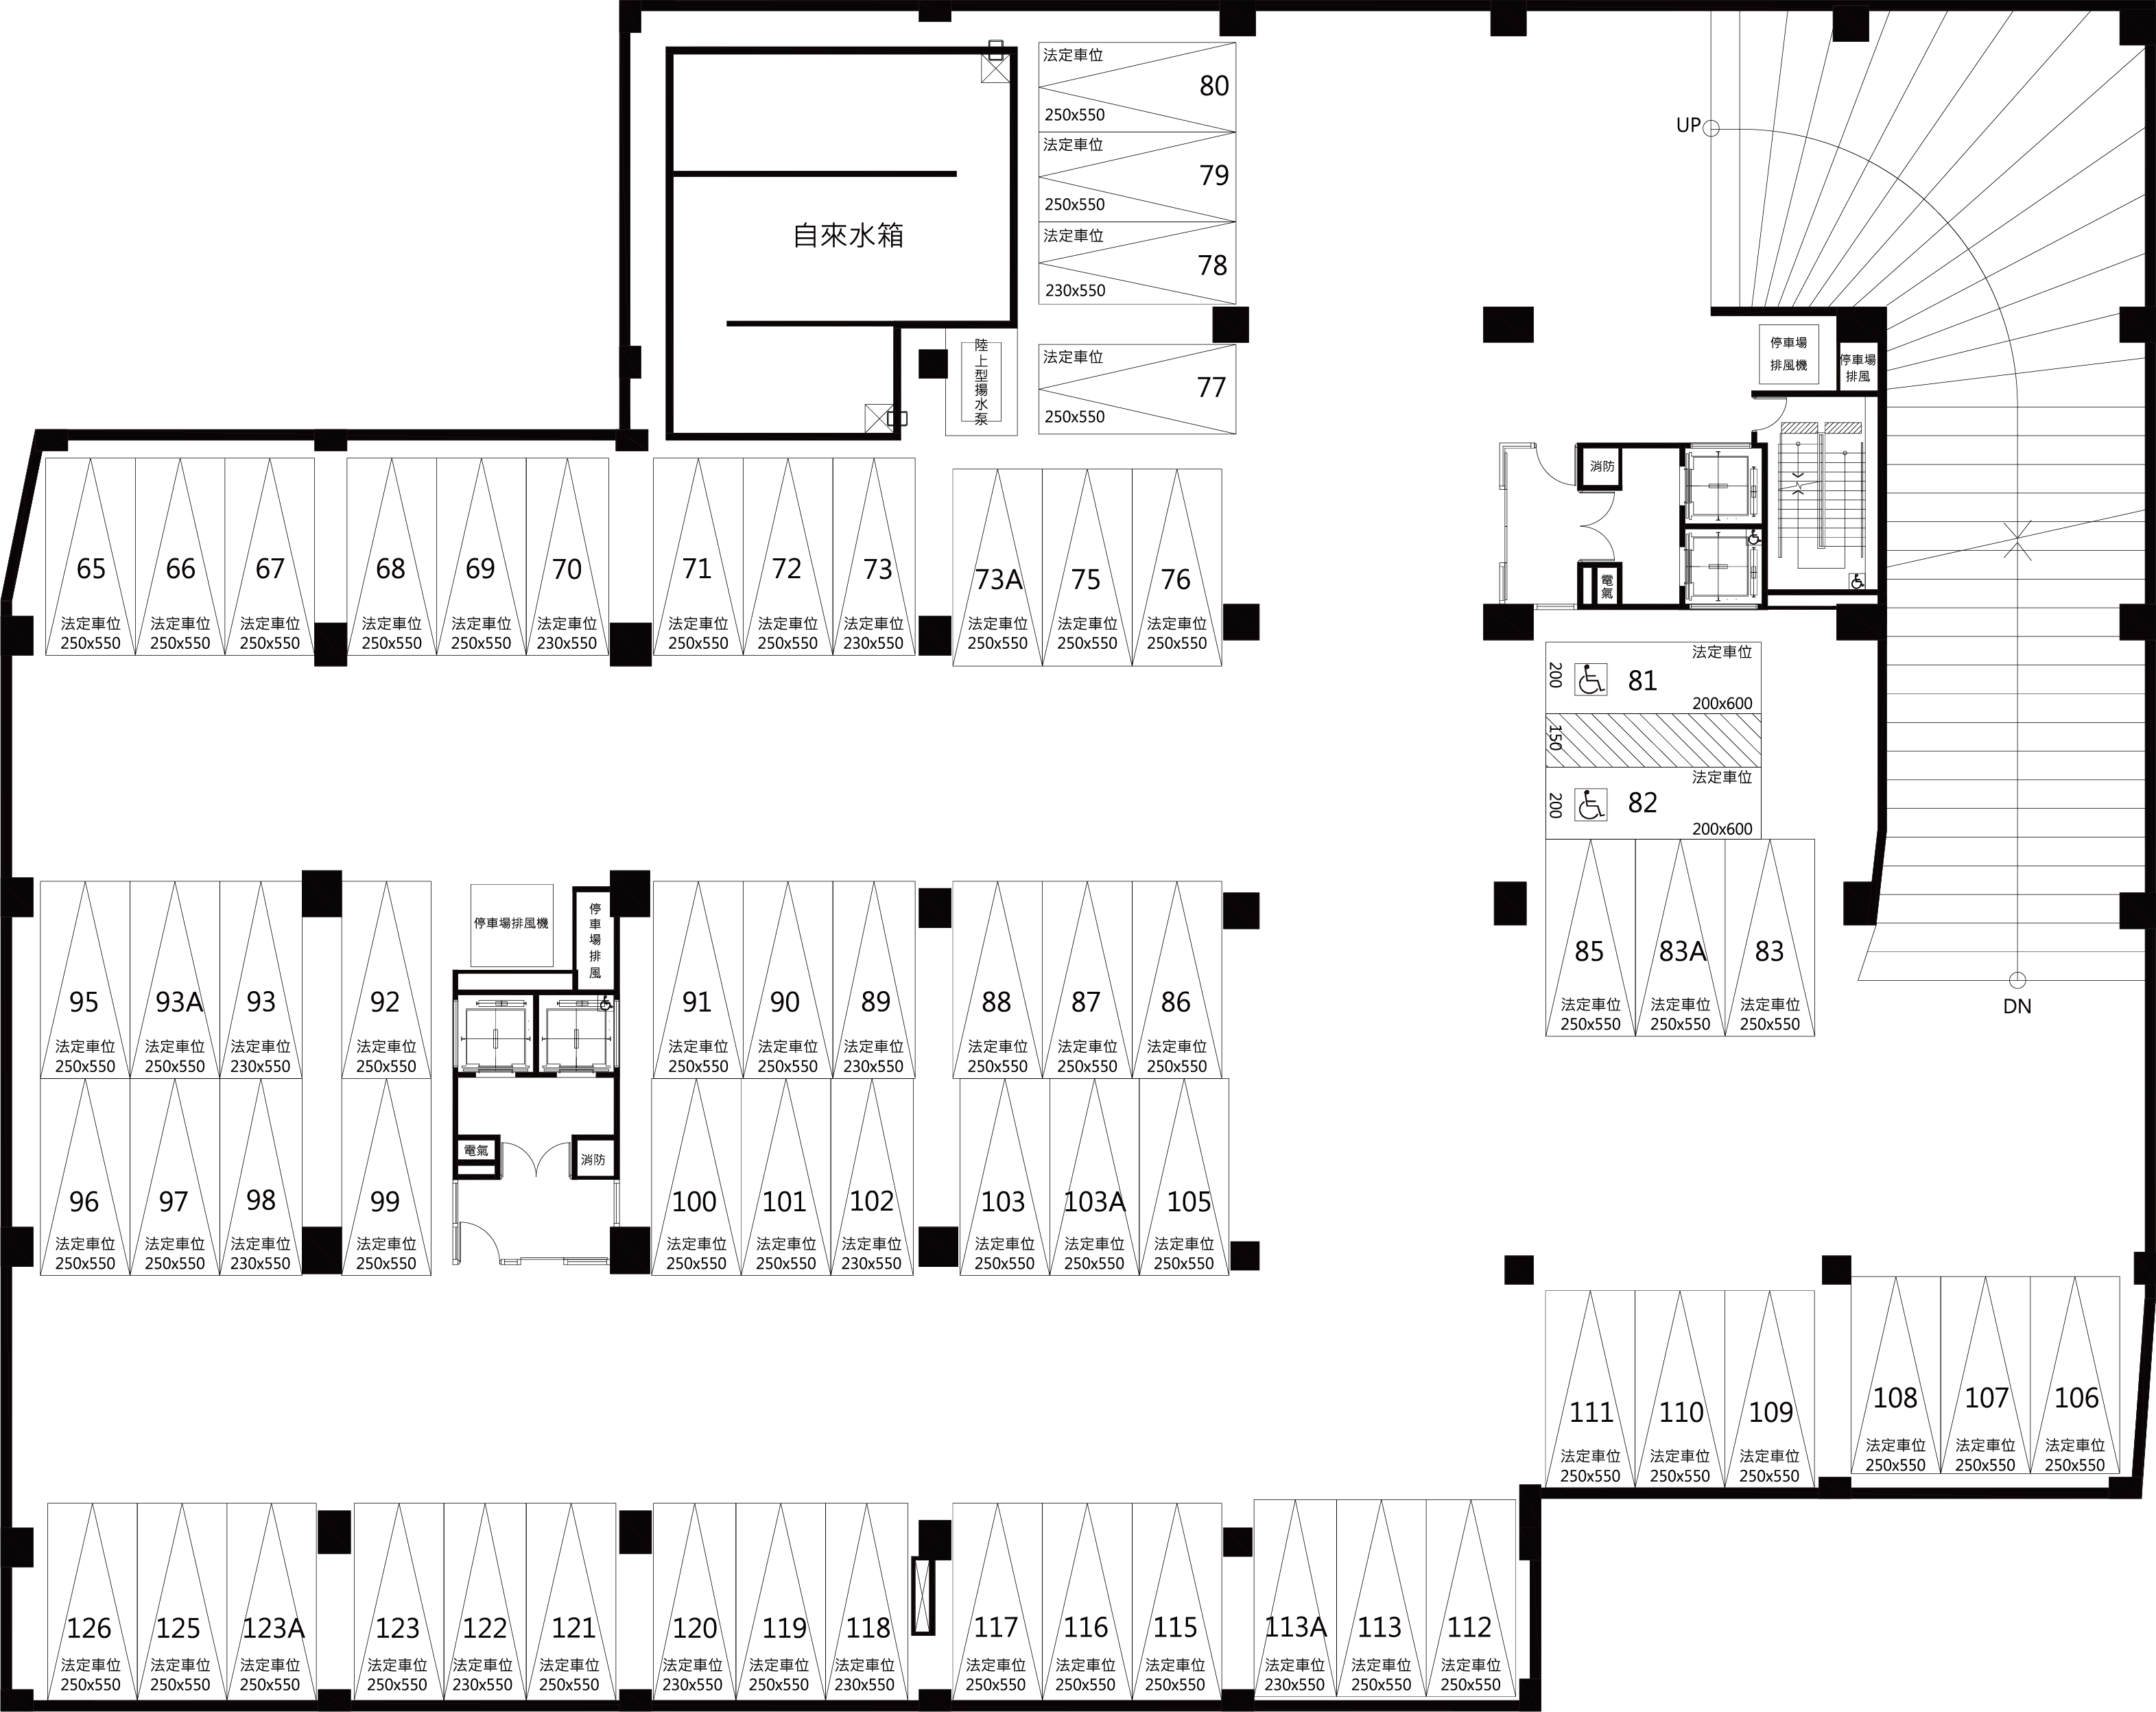 法定車位
80
250x550
法定車位
79
250x550
法定車位
78
230x550
法定車位
77
250x550
自來水箱
陸上型揚水泵
UP
停車場
排風機
停車場
排風
消防
電氣
65
法定車位
250x550
66
法定車位
250x550
67
法定車位
250x550
68
法定車位
250x550
69
法定車位
250x550
70
法定車位
230x550
71
法定車位
250x550
72
法定車位
250x550
73
法定車位
230x550
73A
法定車位
250x550
75
法定車位
250x550
76
法定車位
250x550
法定車位
200
81
200x600
150
法定車位
200
82
200x600
85
法定車位
250x550
83A
法定車位
250x550
83
法定車位
250x550
DN
95
法定車位
250x550
93A
法定車位
250x550
93
法定車位
230x550
92
法定車位
250x550
停車場排風機
停車場排風
91
法定車位
250x550
90
法定車位
250x550
89
法定車位
230x550
88
法定車位
250x550
87
法定車位
250x550
86
法定車位
250x550
96
法定車位
250x550
97
法定車位
250x550
98
法定車位
230x550
99
法定車位
250x550
電氣
消防
100
法定車位
250x550
101
法定車位
250x550
102
法定車位
230x550
103
法定車位
250x550
103A
法定車位
250x550
105
法定車位
250x550
111
法定車位
250x550
110
法定車位
250x550
109
法定車位
250x550
108
法定車位
250x550
107
法定車位
250x550
106
法定車位
250x550
126
法定車位
250x550
125
法定車位
250x550
123A
法定車位
250x550
123
法定車位
250x550
122
法定車位
230x550
121
法定車位
250x550
120
法定車位
230x550
119
法定車位
250x550
118
法定車位
230x550
117
法定車位
250x550
116
法定車位
250x550
115
法定車位
250x550
113A
法定車位
230x550
113
法定車位
250x550
112
法定車位
250x550